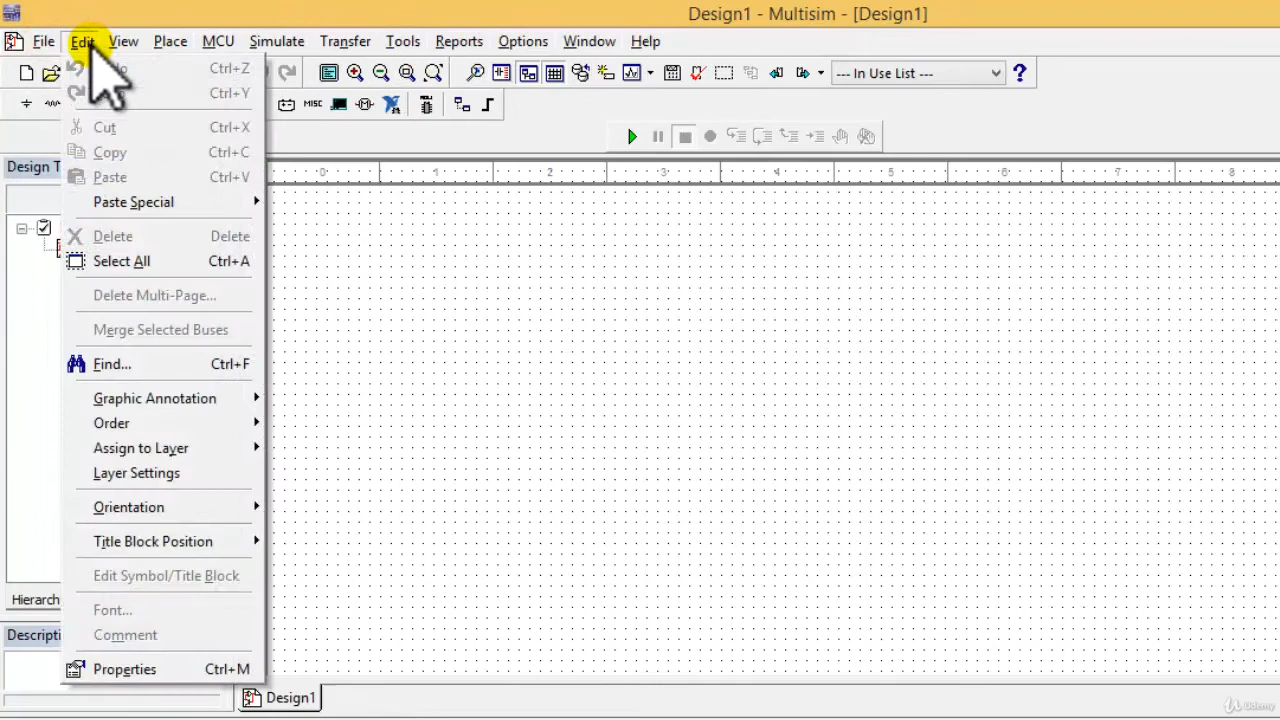 Design1 - Multisim - [Design1]
File Edit View Place MCU Simulate Transfer Tools Reports Options Window Help
Ctrl+Z
--- In Use List --- ?
Ctrl+Y
MISC
Cut Ctrl+X
Copy Ctrl+C
Design T
0 1 2 3 4 5 6 7 8
Paste Ctrl+V
Paste Special
Delete Delete
Select All Ctrl+A
Delete Multi-Page...
Merge Selected Buses
Find... Ctrl+F
Graphic Annotation
Order
Assign to Layer
Layer Settings
Orientation
Title Block Position
Edit Symbol/Title Block
Hierarch
Font...
Descripti
Comment
Properties Ctrl+M
Design1
Udemy